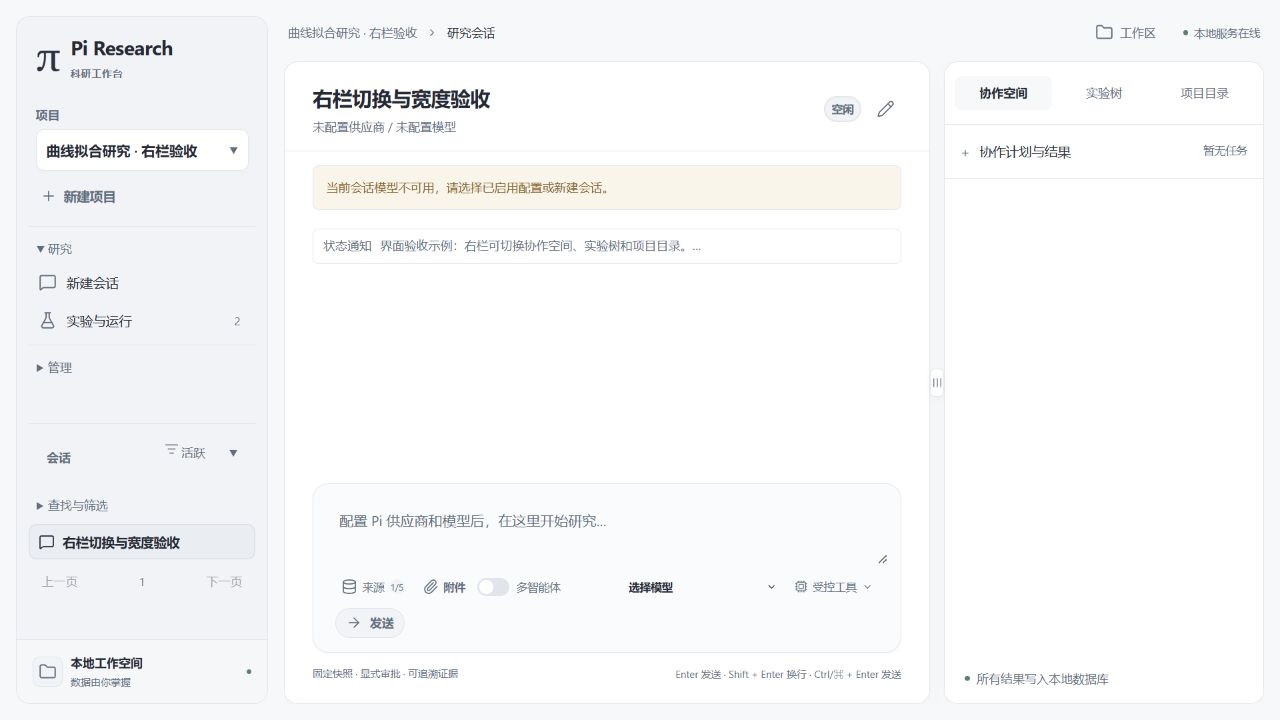 π Pi Research
科研工作台
项目
曲线拟合研究 · 右栏验收 ▼
+ 新建项目
▼ 研究
新建会话
实验与运行 2
▶ 管理
会话 活跃 ▼
▶ 查找与筛选
右栏切换与宽度验收
上一页 1 下一页
本地工作空间
数据由你掌握
曲线拟合研究 · 右栏验收 › 研究会话
工作区 本地服务在线
右栏切换与宽度验收
未配置供应商 / 未配置模型
空闲
当前会话模型不可用，请选择已启用配置或新建会话。
状态通知 界面验收示例：右栏可切换协作空间、实验树和项目目录。...
配置 Pi 供应商和模型后，在这里开始研究...
来源 1/5 附件 多智能体 选择模型 受控工具
发送
固定快照 · 显式审批 · 可追溯证据
Enter 发送 · Shift + Enter 换行 · Ctrl/⌘ + Enter 发送
协作空间 实验树 项目目录
+ 协作计划与结果 暂无任务
所有结果写入本地数据库